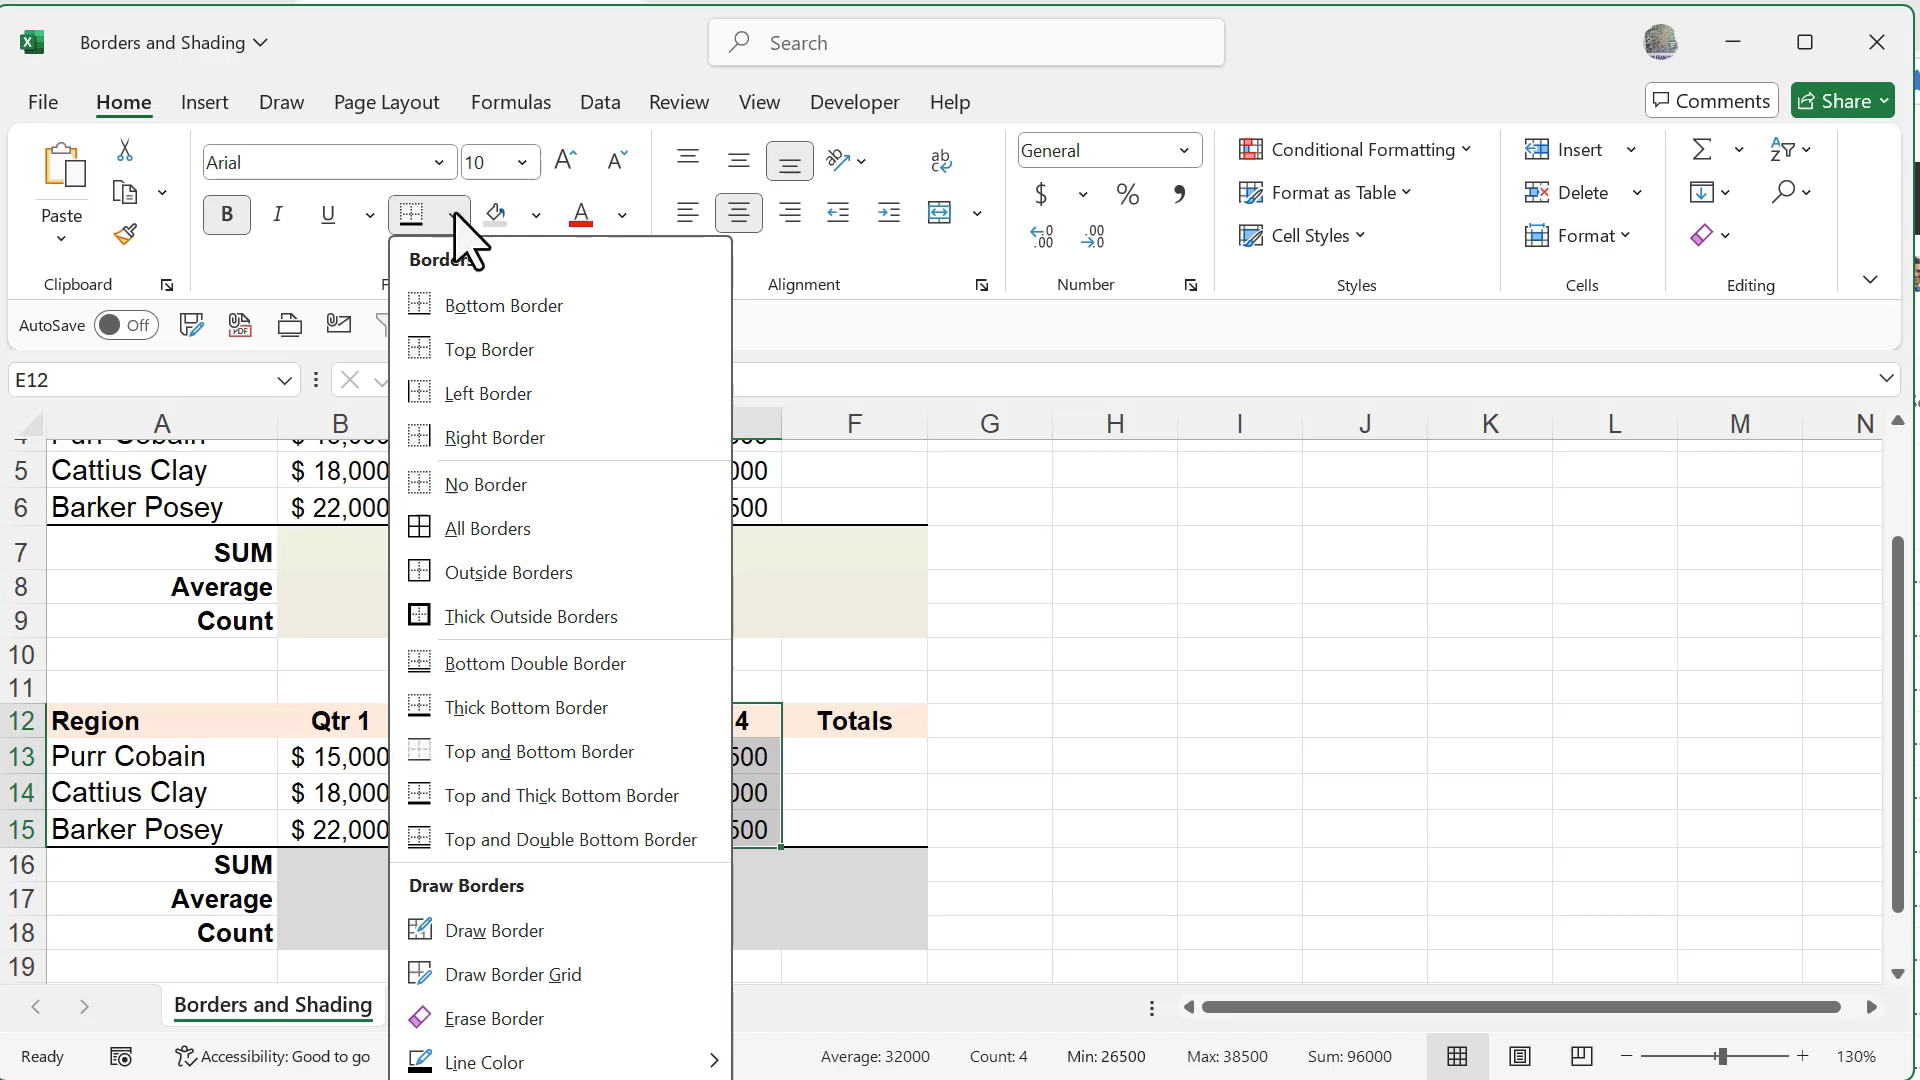 Borders and Shading
Search
File Home Insert Draw Page Layout Formulas Data Review View Developer Help
Comments Share
Arial 10
General
Conditional Formatting
Insert
Paste
B I U
$ %
Format as Table
Delete
Cell Styles
Format
Clipboard
Alignment
Number
Styles
Cells
Editing
AutoSave Off
E12
Borders
Bottom Border
Top Border
Left Border
Right Border
No Border
All Borders
Outside Borders
Thick Outside Borders
Bottom Double Border
Thick Bottom Border
Top and Bottom Border
Top and Thick Bottom Border
Top and Double Bottom Border
Draw Borders
Draw Border
Draw Border Grid
Erase Border
Line Color
A B F G H I J K L M N
5 Cattius Clay $ 18,000 000
6 Barker Posey $ 22,000 500
7 SUM
8 Average
9 Count
10
11
12 Region Qtr 1 4 Totals
13 Purr Cobain $ 15,000 500
14 Cattius Clay $ 18,000 000
15 Barker Posey $ 22,000 500
16 SUM
17 Average
18 Count
19
Borders and Shading
Ready Accessibility: Good to go Average: 32000 Count: 4 Min: 26500 Max: 38500 Sum: 96000 130%